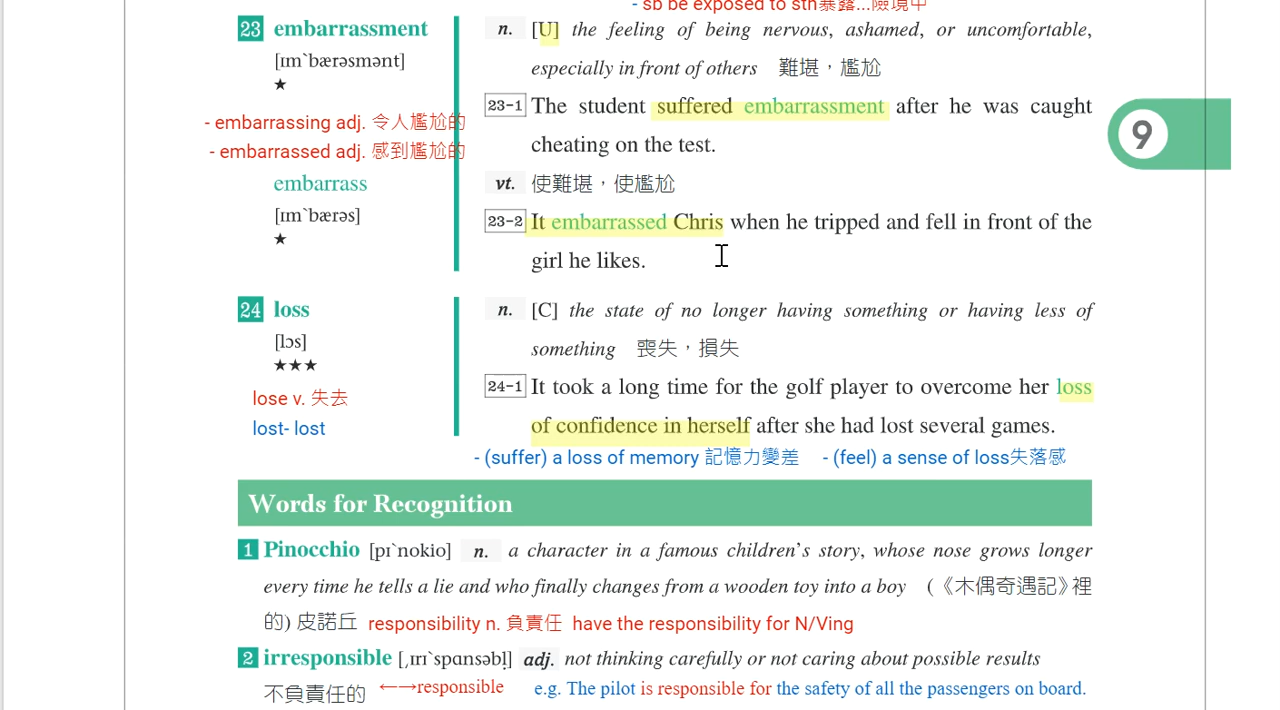 - sb be exposed to sth暴露...險境中
23 embarrassment n. [U] the feeling of being nervous, ashamed, or uncomfortable,
[ɪm`bærəsmənt] especially in front of others 難堪，尷尬
★
23-1 The student suffered embarrassment after he was caught
- embarrassing adj. 令人尷尬的
cheating on the test.
- embarrassed adj. 感到尷尬的
embarrass vt. 使難堪，使尷尬
[ɪm`bærəs] 23-2 It embarrassed Chris when he tripped and fell in front of the
★
girl he likes.
9
24 loss n. [C] the state of no longer having something or having less of
[lɔs] something 喪失，損失
★★★
24-1 It took a long time for the golf player to overcome her loss
lose v. 失去
lost- lost of confidence in herself after she had lost several games.
- (suffer) a loss of memory 記憶力變差 - (feel) a sense of loss失落感
Words for Recognition
1 Pinocchio [pɪ`nokio] n. a character in a famous children's story, whose nose grows longer
every time he tells a lie and who finally changes from a wooden toy into a boy (《木偶奇遇記》裡
的) 皮諾丘 responsibility n. 負責任 have the responsibility for N/Ving
2 irresponsible [ˌɪrɪ`spɑnsəbl̩] adj. not thinking carefully or not caring about possible results
不負責任的 ←→responsible e.g. The pilot is responsible for the safety of all the passengers on board.